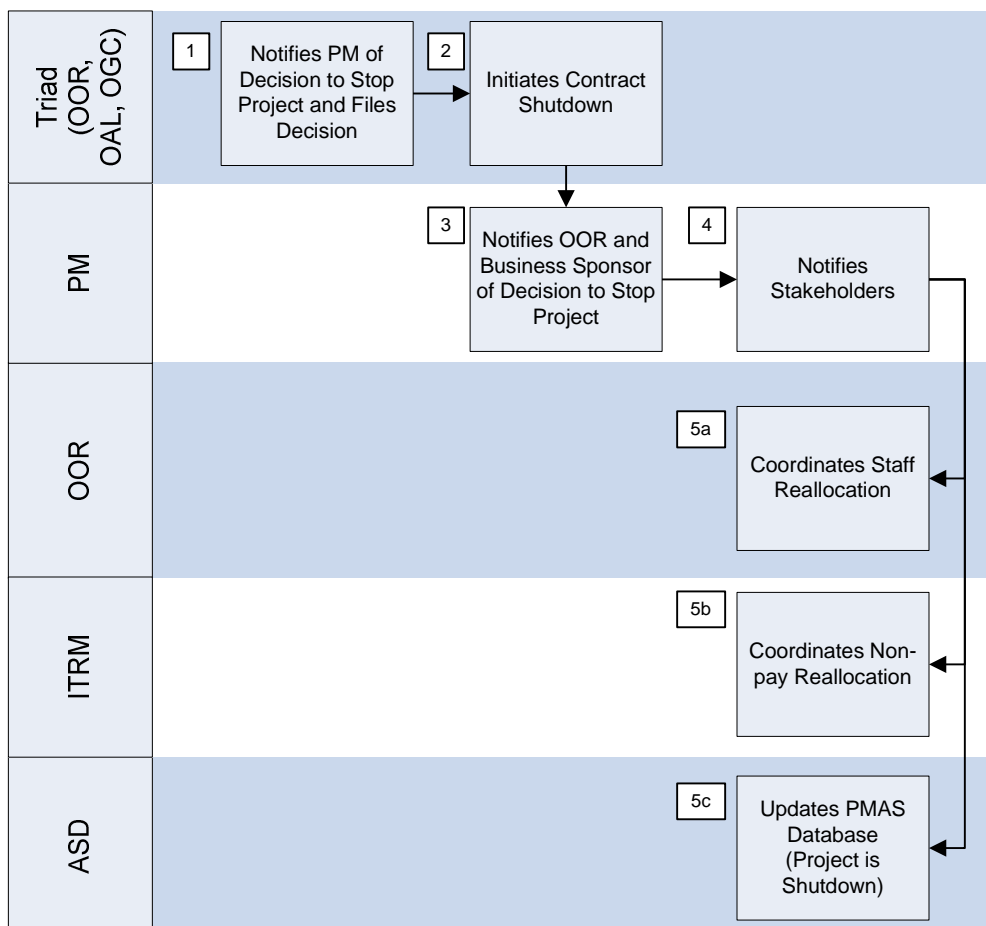 Triad
(OOR,
OAL, OGC)
1
Notifies PM of
Decision to Stop
Project and Files
Decision
2
Initiates Contract
Shutdown
PM
3
Notifies OOR and
Business Sponsor
of Decision to Stop
Project
4
Notifies
Stakeholders
OOR
5a
Coordinates Staff
Reallocation
ITRM
5b
Coordinates Non-
pay Reallocation
ASD
5c
Updates PMAS
Database
(Project is
Shutdown)